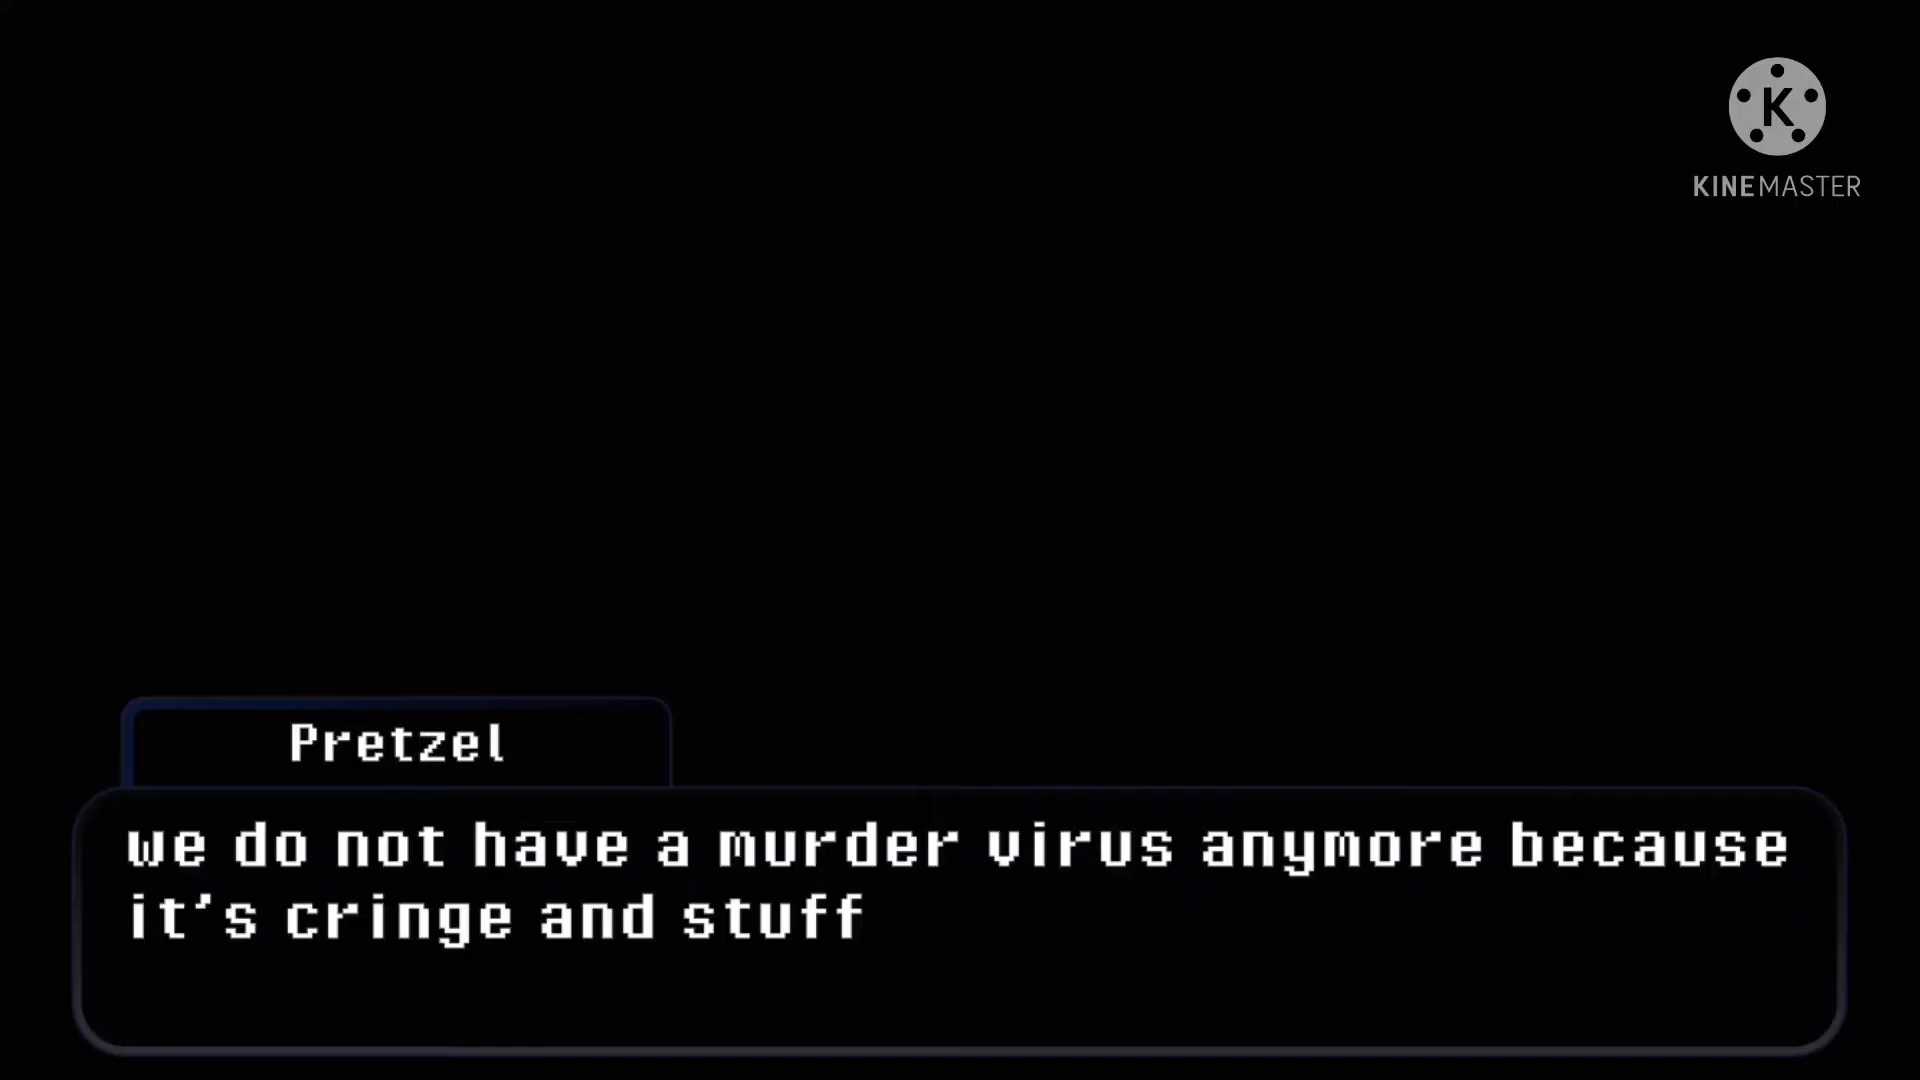 K
KINEMASTER
Pretzel
we do not have a murder virus anymore because
it's cringe and stuff